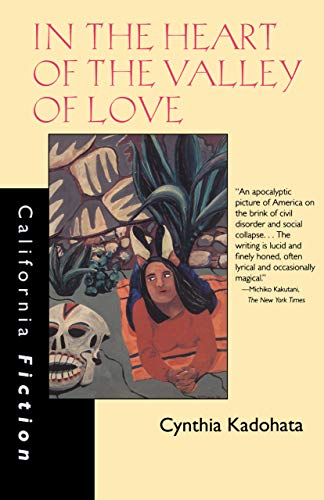 IN THE HEART
OF THE VALLEY
OF LOVE
"An apocalyptic
picture of America on
the brink of civil
disorder and social
collapse. . . The
writing is lucid and
finely honed, often
lyrical and occasionally
magical."
—Michiko Kakutani,
The New York Times
California Fiction
Cynthia Kadohata